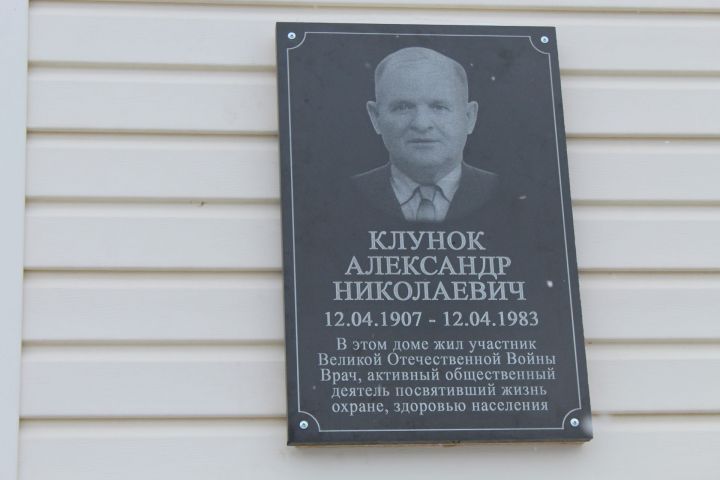 КЛУНОК
АЛЕКСАНДР
НИКОЛАЕВИЧ
12.04.1907 - 12.04.1983
В этом доме жил участник
Великой Отечественной Войны
Врач, активный общественный
деятель посвятивший жизнь
охране, здоровью населения